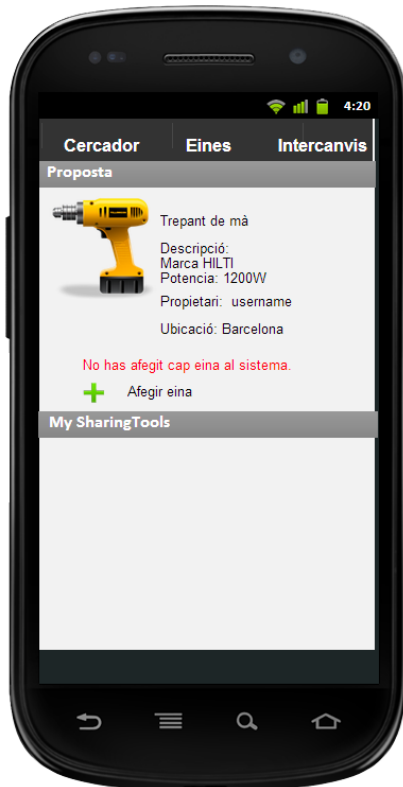 4:20
Cercador Eines Intercanvis
Proposta
Trepant de mà
Descripció:
Marca HILTI
Potencia: 1200W
Propietari: username
Ubicació: Barcelona
No has afegit cap eina al sistema.
Afegir eina
My SharingTools